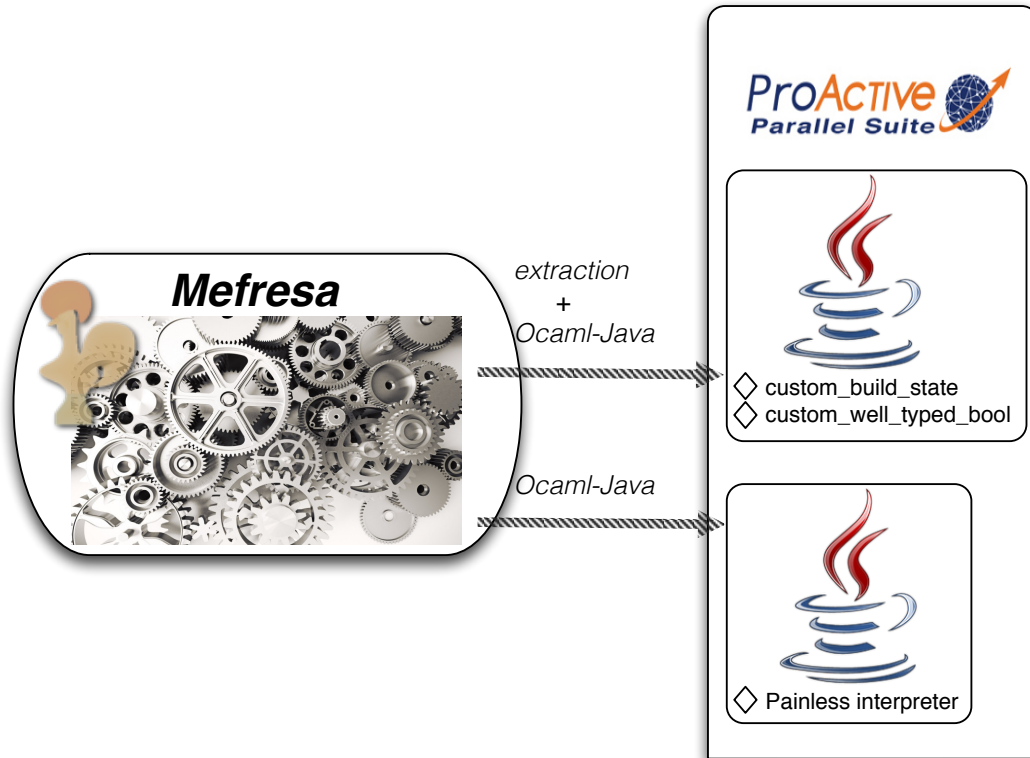 ProActive
Parallel Suite
Mefresa
extraction
+
Ocaml-Java
custom_build_state
custom_well_typed_bool
Ocaml-Java
Painless interpreter